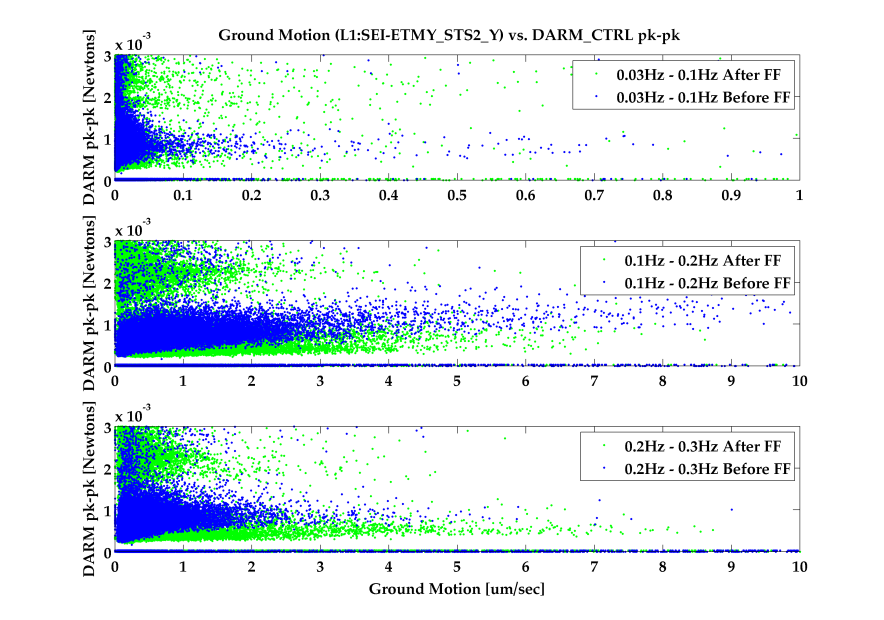 Ground Motion (L1:SEI-ETMY_STS2_Y) vs. DARM_CTRL pk-pk
x 10⁻³
DARM pk-pk [Newtons]
3
2
1
0
0 0.1 0.2 0.3 0.4 0.5 0.6 0.7 0.8 0.9 1
0.03Hz - 0.1Hz After FF
0.03Hz - 0.1Hz Before FF
x 10⁻³
DARM pk-pk [Newtons]
3
2
1
0
0 1 2 3 4 5 6 7 8 9 10
0.1Hz - 0.2Hz After FF
0.1Hz - 0.2Hz Before FF
x 10⁻³
DARM pk-pk [Newtons]
3
2
1
0
0 1 2 3 4 5 6 7 8 9 10
0.2Hz - 0.3Hz After FF
0.2Hz - 0.3Hz Before FF
Ground Motion [um/sec]